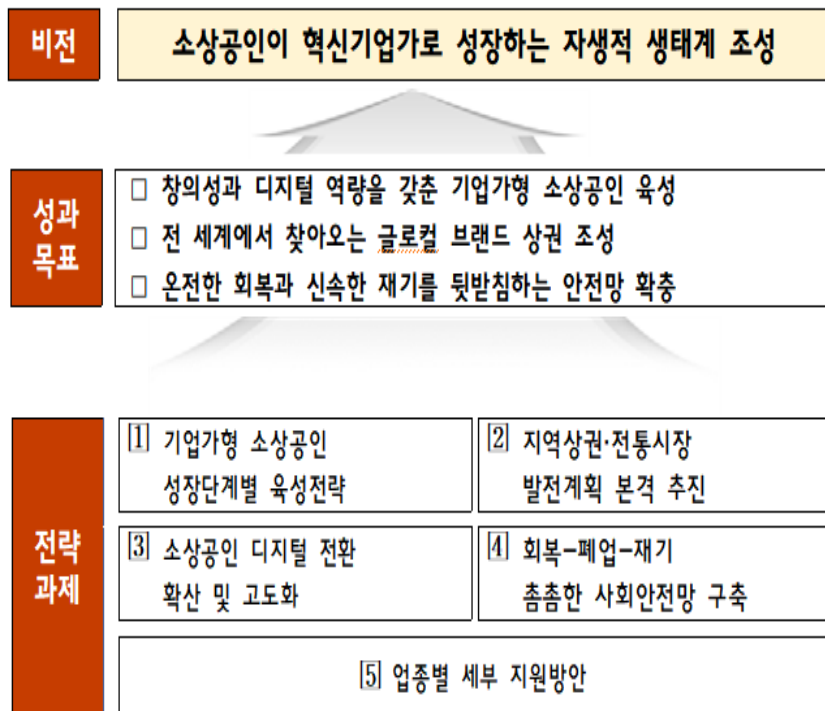 비전
소상공인이 혁신기업가로 성장하는 자생적 생태계 조성
성과
목표
□ 창의성과 디지털 역량을 갖춘 기업가형 소상공인 육성
□ 전 세계에서 찾아오는 글로컬 브랜드 상권 조성
□ 온전한 회복과 신속한 재기를 뒷받침하는 안전망 확충
전략
과제
1 기업가형 소상공인
성장단계별 육성전략
2 지역상권·전통시장
발전계획 본격 추진
3 소상공인 디지털 전환
확산 및 고도화
4 회복-폐업-재기
촘촘한 사회안전망 구축
5 업종별 세부 지원방안